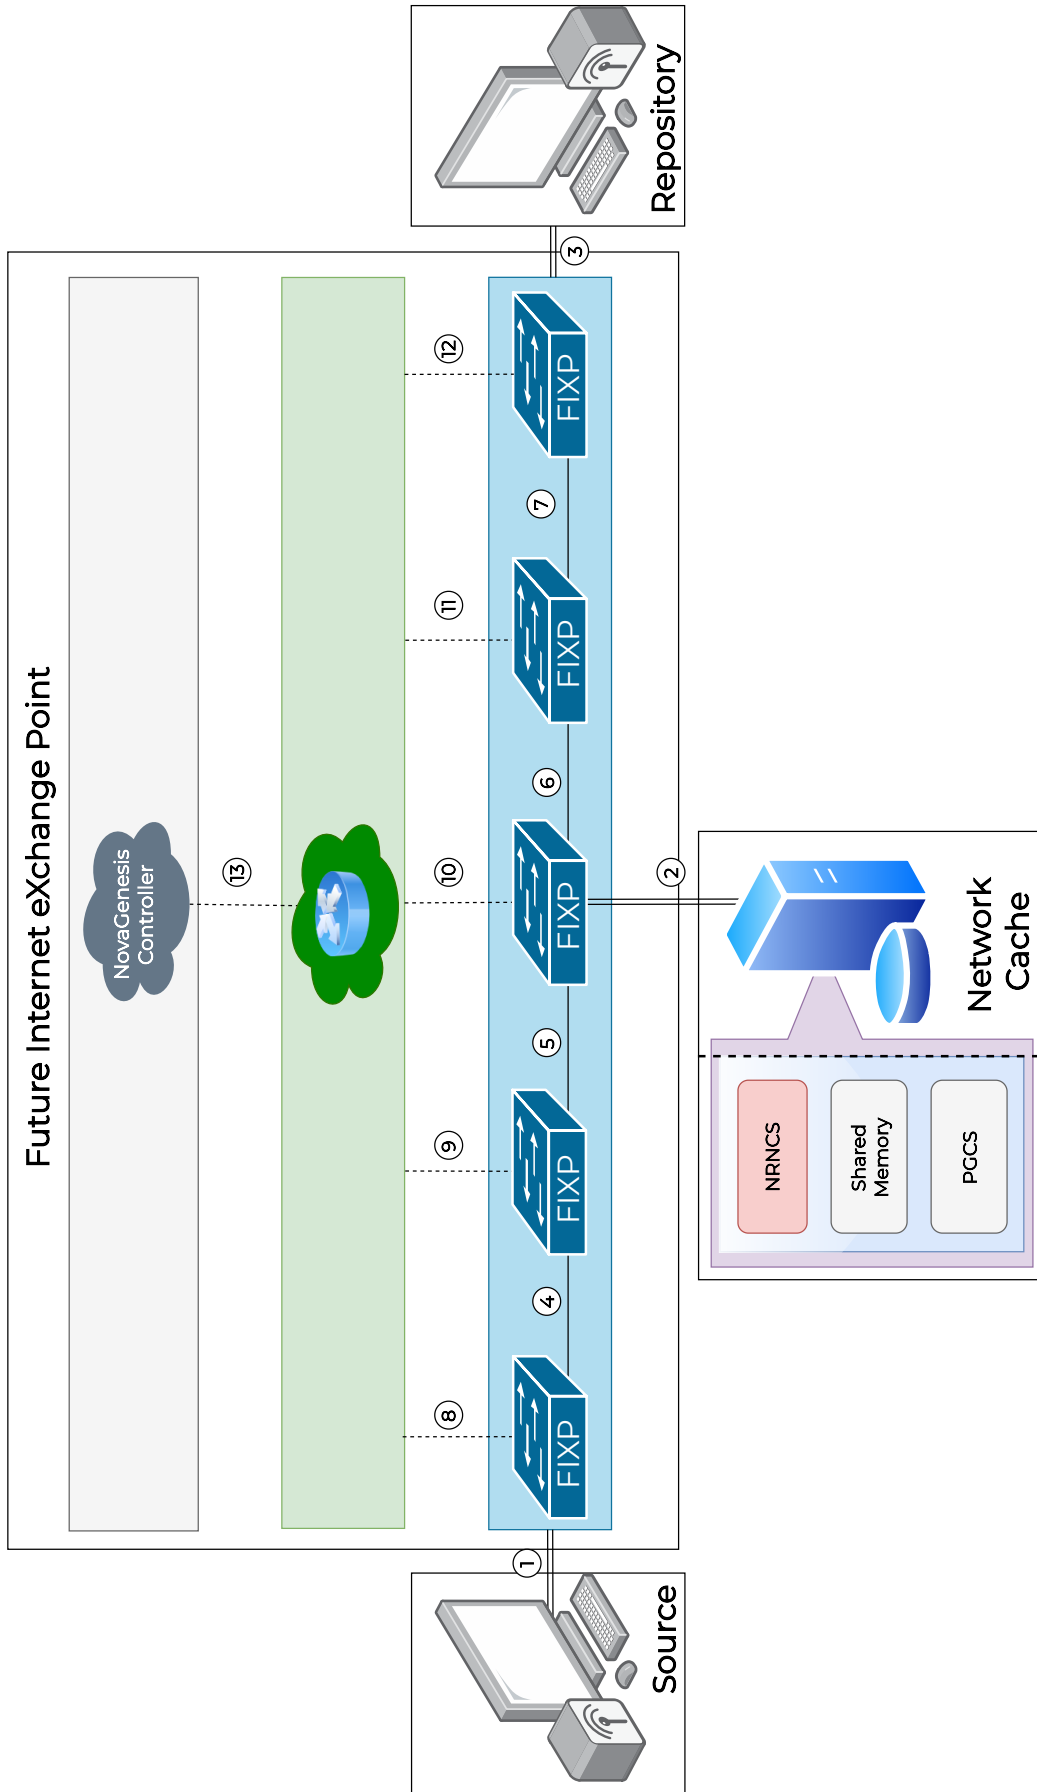 Future Internet eXchange Point
NovaGenesis
Controller
13
8
9
10
11
12
FIXP
FIXP
FIXP
FIXP
FIXP
4
5
6
7
1
2
3
Source
Repository
NRNCS
Shared
Memory
PGCS
Network
Cache